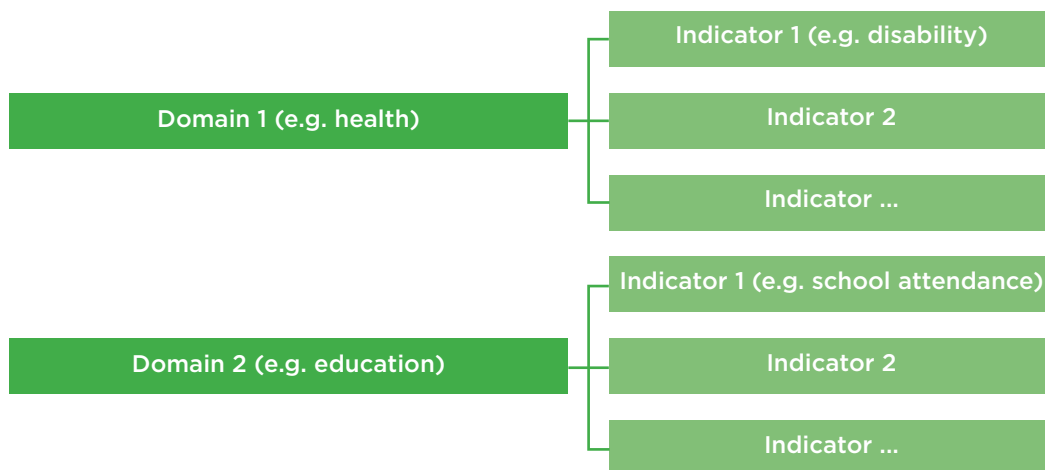 Domain 1 (e.g. health)
Indicator 1 (e.g. disability)
Indicator 2
Indicator ...
Domain 2 (e.g. education)
Indicator 1 (e.g. school attendance)
Indicator 2
Indicator ...